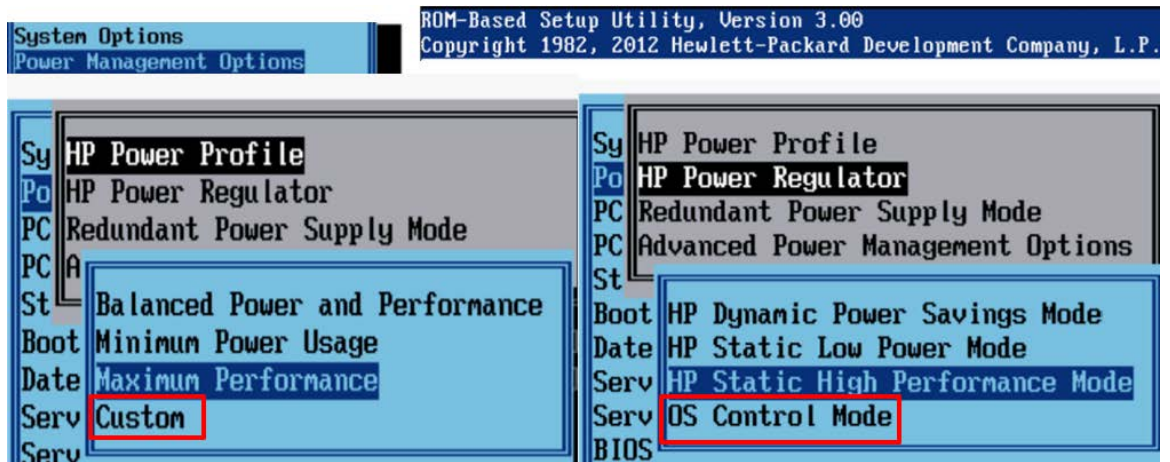 System Options
Power Management Options
ROM-Based Setup Utility, Version 3.00
Copyright 1982, 2012 Hewlett-Packard Development Company, L.P.
Sy HP Power Profile
Po HP Power Regulator
PC Redundant Power Supply Mode
PC A
St Balanced Power and Performance
Boot Minimum Power Usage
Date Maximum Performance
Serv Custom
Serv
Sy HP Power Profile
Po HP Power Regulator
PC Redundant Power Supply Mode
PC Advanced Power Management Options
St
Boot HP Dynamic Power Savings Mode
Date HP Static Low Power Mode
Serv HP Static High Performance Mode
Serv OS Control Mode
BIOS